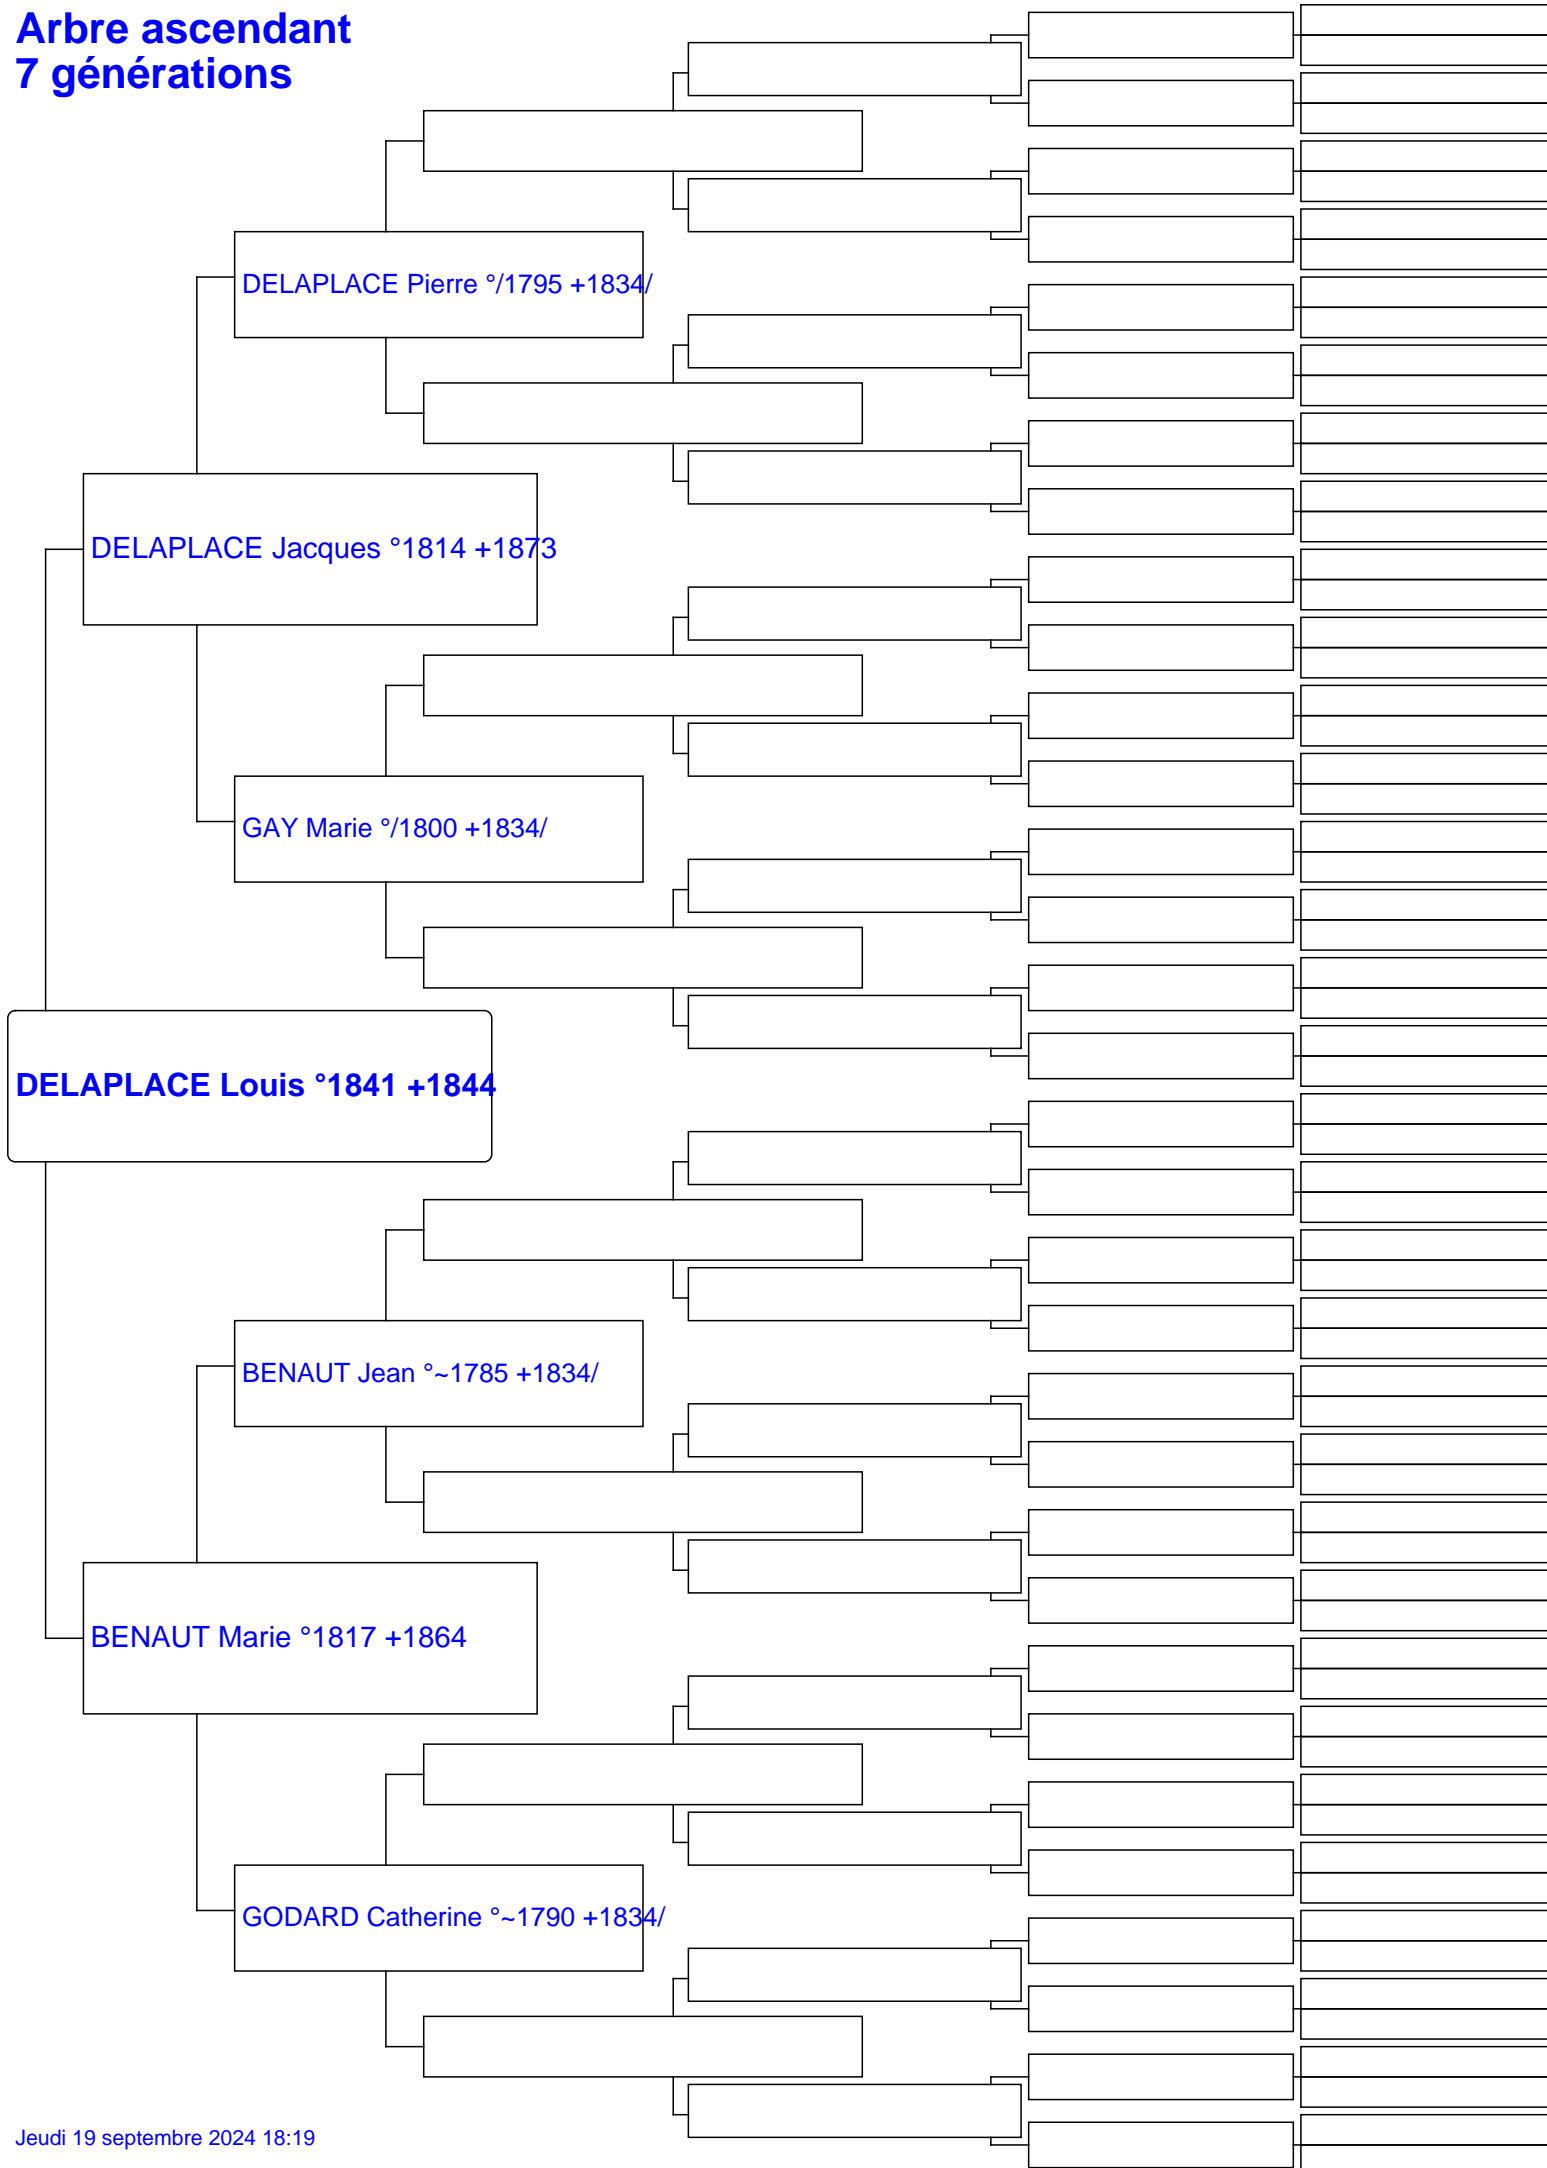 Arbre ascendant
7 générations
DELAPLACE Pierre °/1795 +1834/
DELAPLACE Jacques °1814 +1873
GAY Marie °/1800 +1834/
DELAPLACE Louis °1841 +1844
BENAUT Jean °~1785 +1834/
BENAUT Marie °1817 +1864
GODARD Catherine °~1790 +1834/
Jeudi 19 septembre 2024 18:19